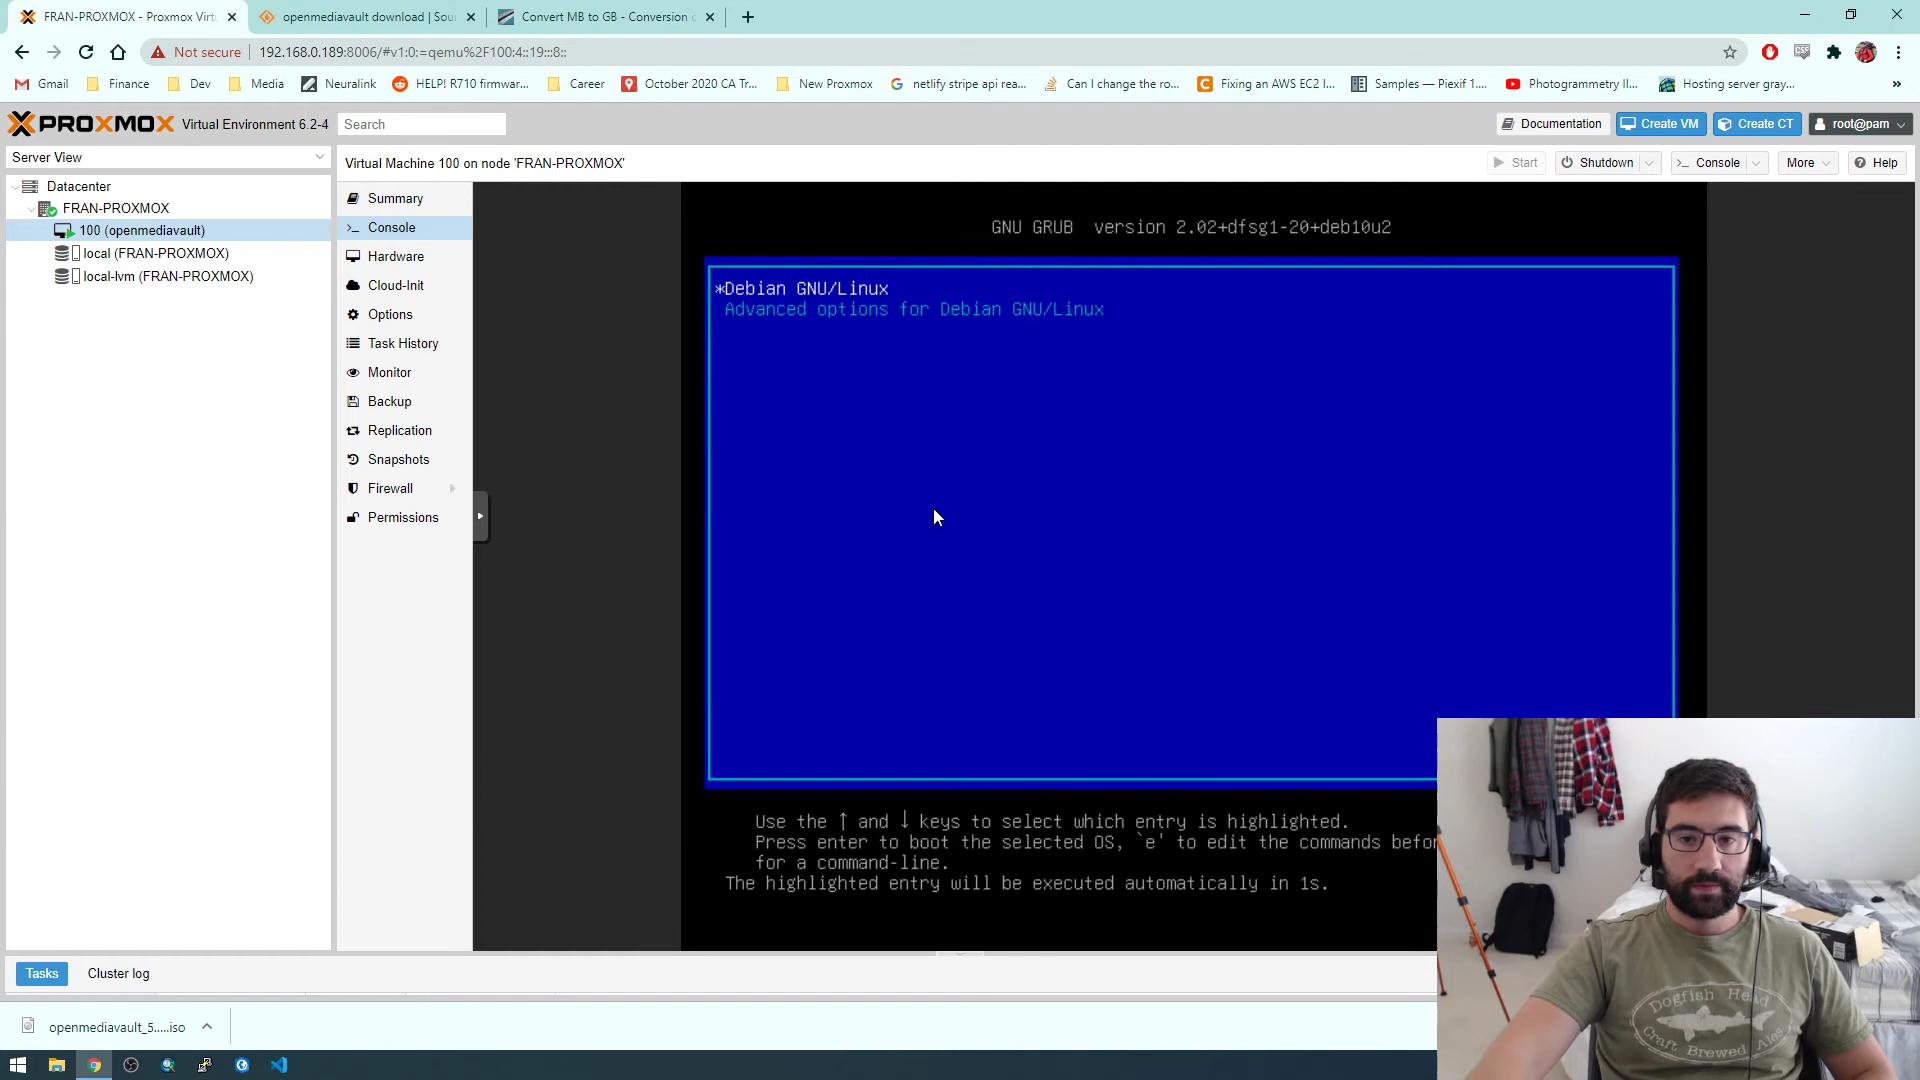 FRAN-PROXMOX - Proxmox Virtu
openmediavault download | Sou
Convert MB to GB - Conversion
Not secure
192.168.0.189:8006/#v1:0:=qemu%2F100:4::19:::8::
Gmail
Finance
Dev
Media
Neuralink
HELP! R710 firmwar...
Career
October 2020 CA Tr...
New Proxmox
netlify stripe api rea...
Can I change the ro...
Fixing an AWS EC2 I...
Samples — Piexif 1....
Photogrammetry II...
Hosting server gray...
»
PROXMOX Virtual Environment 6.2-4
Search
Documentation
Create VM
Create CT
root@pam
Server View
Virtual Machine 100 on node 'FRAN-PROXMOX'
Start
Shutdown
Console
More
Help
Datacenter
FRAN-PROXMOX
100 (openmediavault)
local (FRAN-PROXMOX)
local-lvm (FRAN-PROXMOX)
Summary
Console
Hardware
Cloud-Init
Options
Task History
Monitor
Backup
Replication
Snapshots
Firewall
Permissions
GNU GRUB version 2.02+dfsg1-20+deb10u2
*Debian GNU/Linux
Advanced options for Debian GNU/Linux
Use the ↑ and ↓ keys to select which entry is highlighted.
Press enter to boot the selected OS, `e' to edit the commands befor
for a command-line.
The highlighted entry will be executed automatically in 1s.
Tasks
Cluster log
openmediavault_5.....iso
Dogfish Head
Craft Brewed Ales